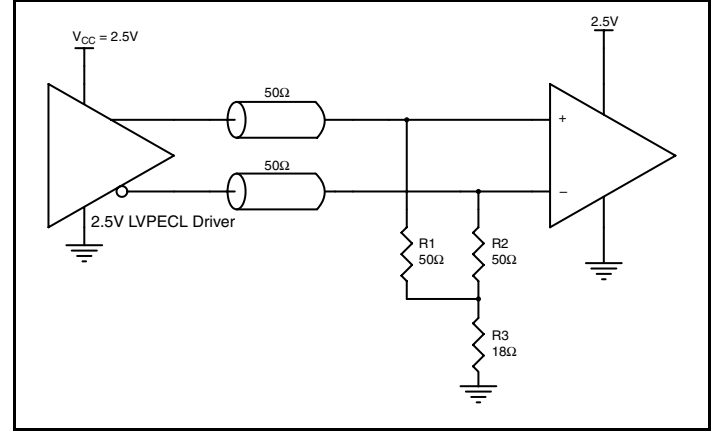 V_CC = 2.5V
2.5V
50Ω
+
50Ω
–
2.5V LVPECL Driver
R1
50Ω
R2
50Ω
R3
18Ω